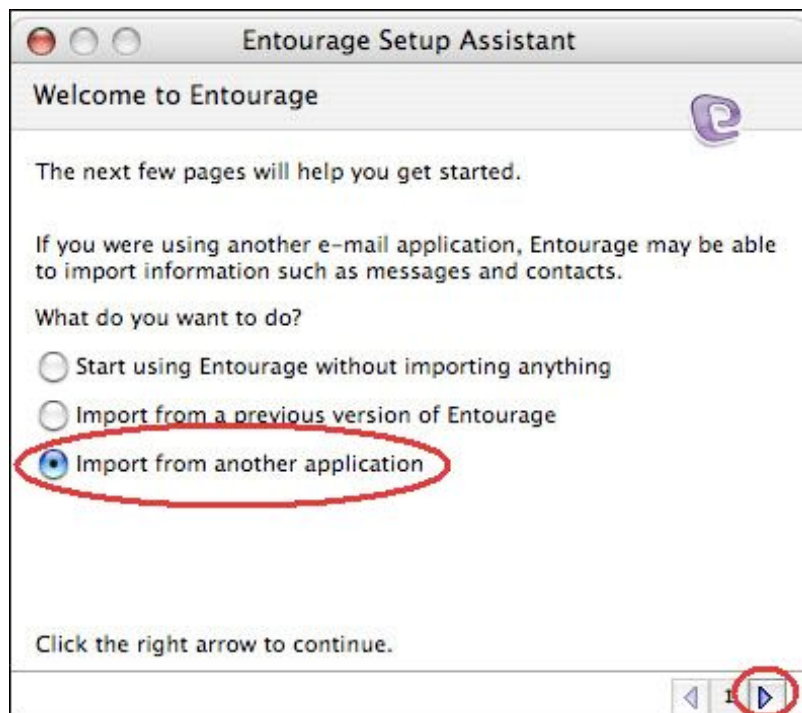 Entourage Setup Assistant
Welcome to Entourage
The next few pages will help you get started.
If you were using another e-mail application, Entourage may be able
to import information such as messages and contacts.
What do you want to do?
Start using Entourage without importing anything
Import from a previous version of Entourage
Import from another application
Click the right arrow to continue.
1